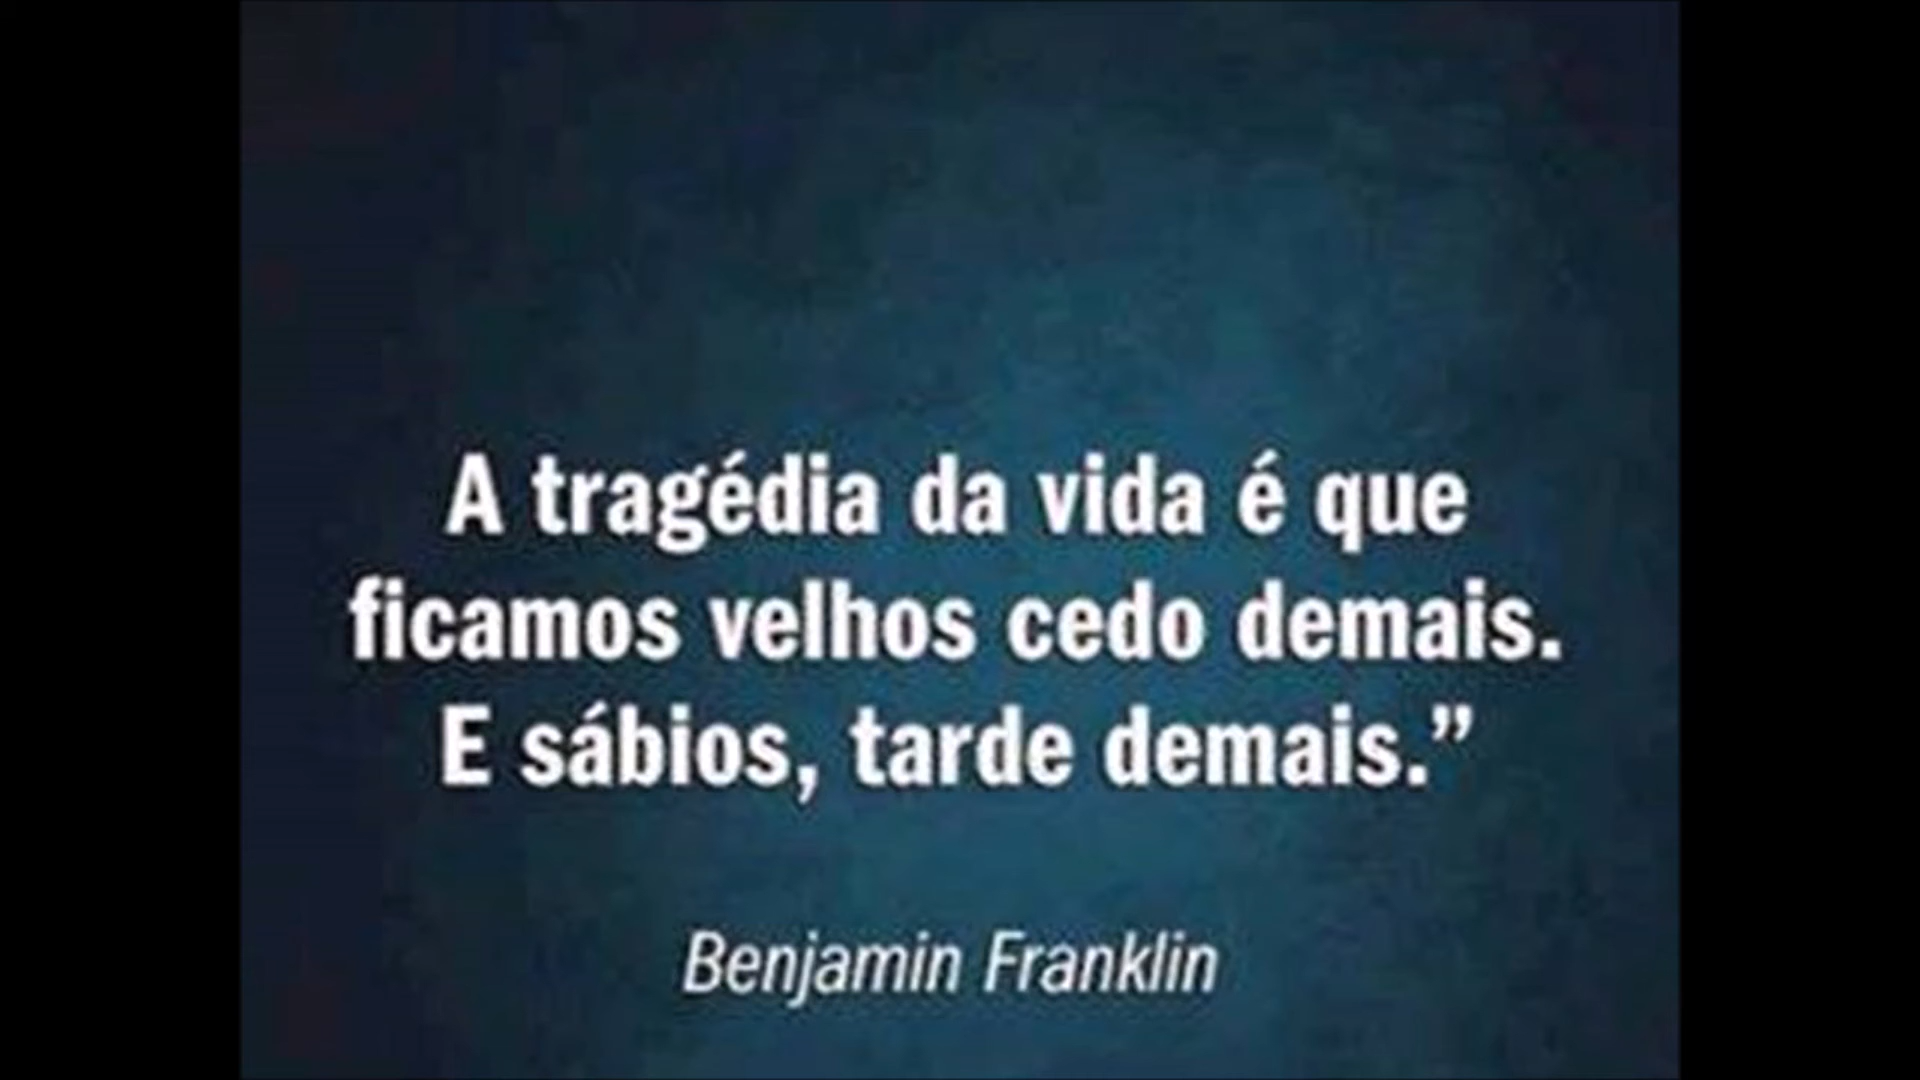 A tragédia da vida é que
ficamos velhos cedo demais.
E sábios, tarde demais.”
Benjamin Franklin